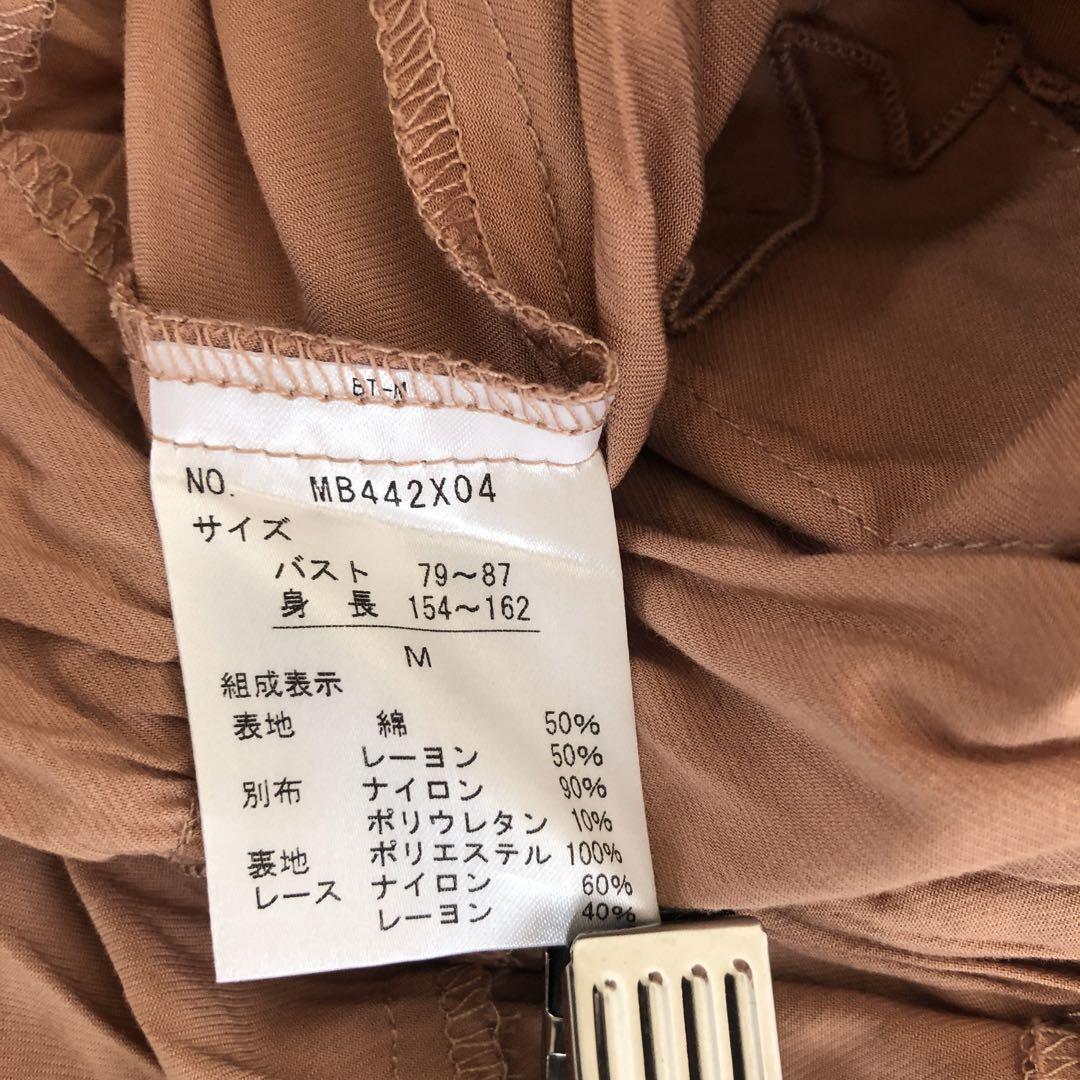 BT-M
NO. MB442X04
サイズ
バスト 79～87
身 長 154～162
M
組成表示
表地 綿 50%
レーヨン 50%
別布 ナイロン 90%
ポリウレタン 10%
裏地 ポリエステル 100%
レース ナイロン 60%
レーヨン 40%